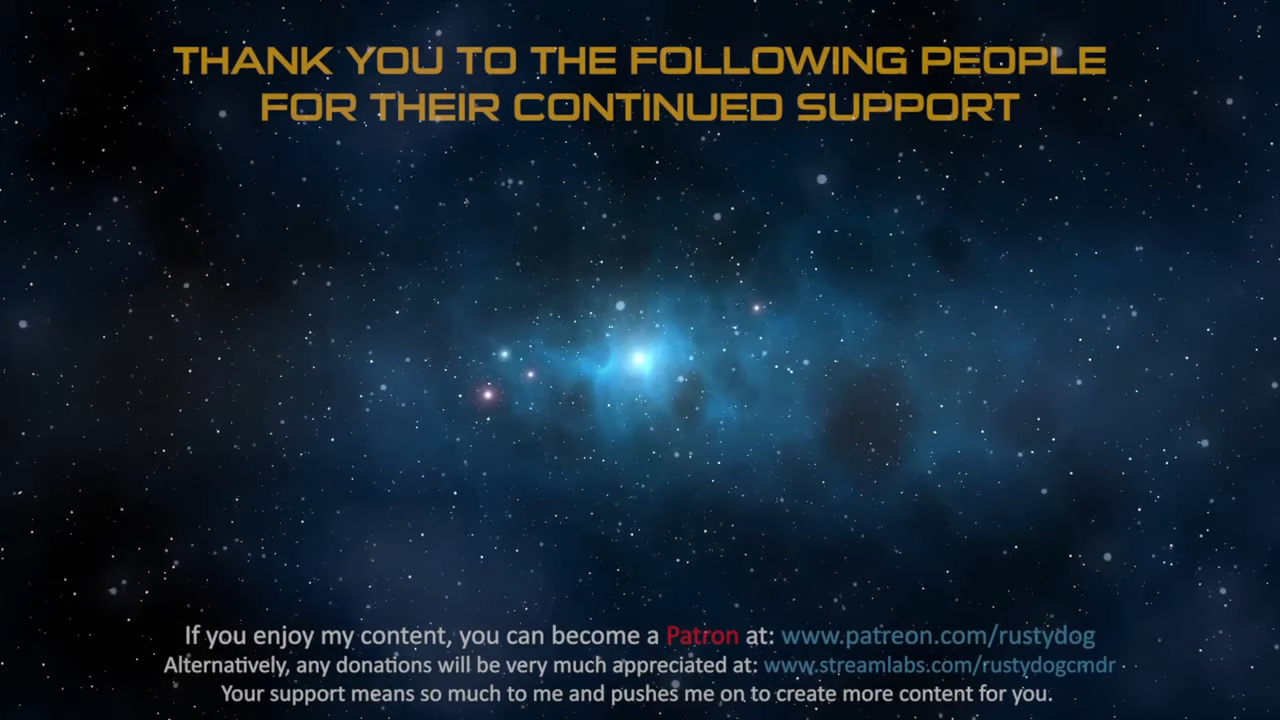 THANK YOU TO THE FOLLOWING PEOPLE
FOR THEIR CONTINUED SUPPORT
If you enjoy my content, you can become a Patron at: www.patreon.com/rustydog
Alternatively, any donations will be very much appreciated at: www.streamlabs.com/rustydogcmdr
Your support means so much to me and pushes me on to create more content for you.